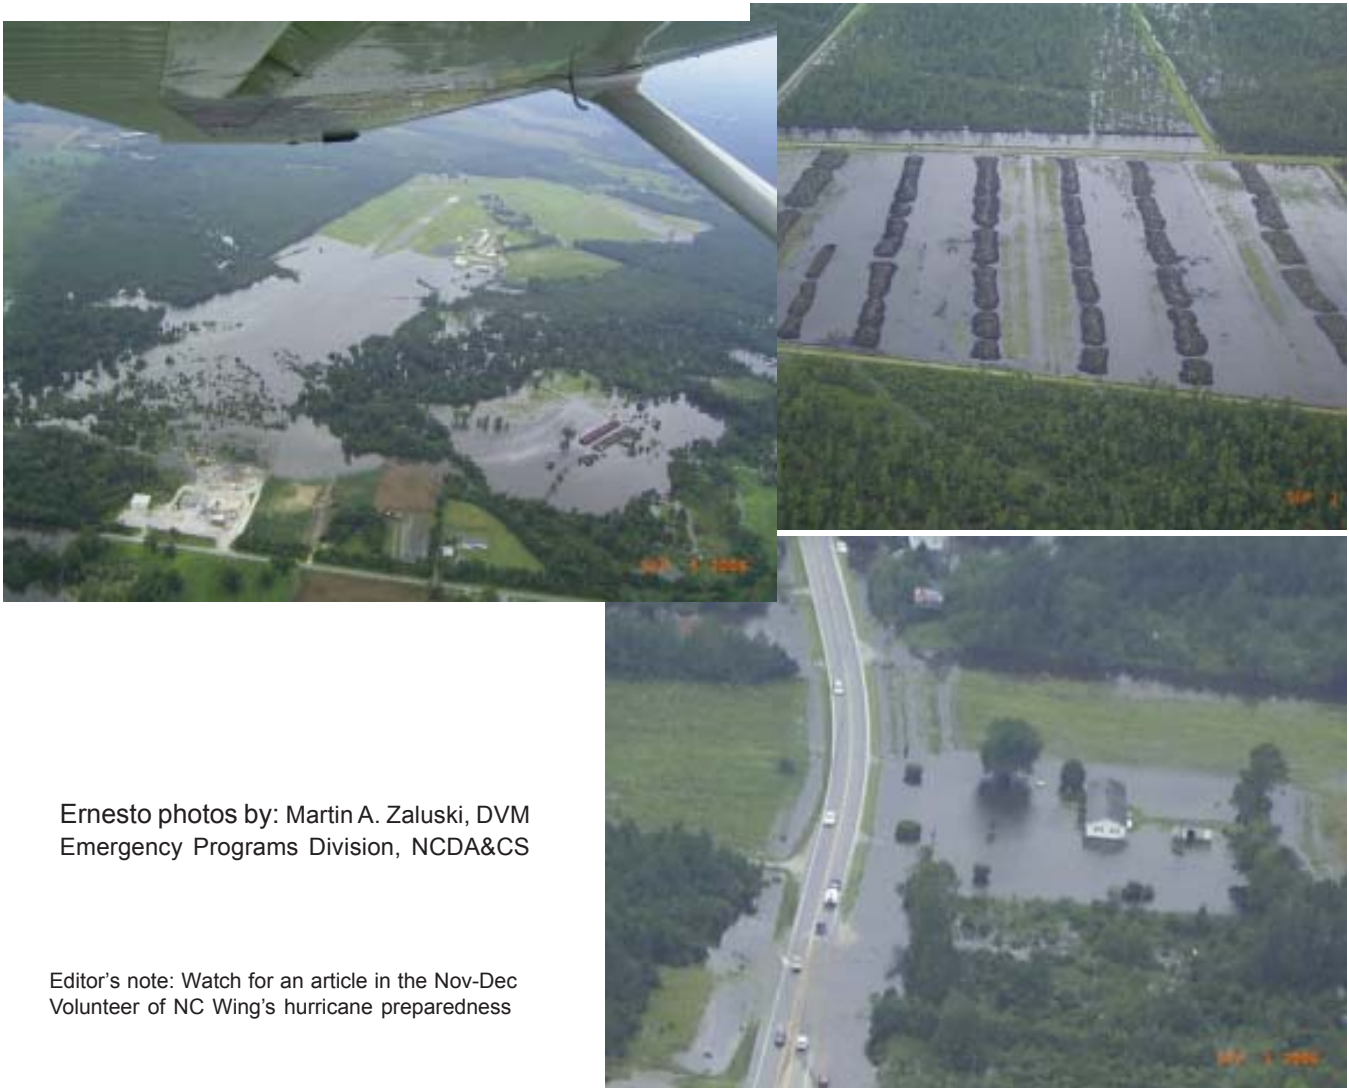 Ernesto photos by: Martin A. Zaluski, DVM
Emergency Programs Division, NCDA&CS
Editor’s note: Watch for an article in the Nov-Dec
Volunteer of NC Wing’s hurricane preparedness